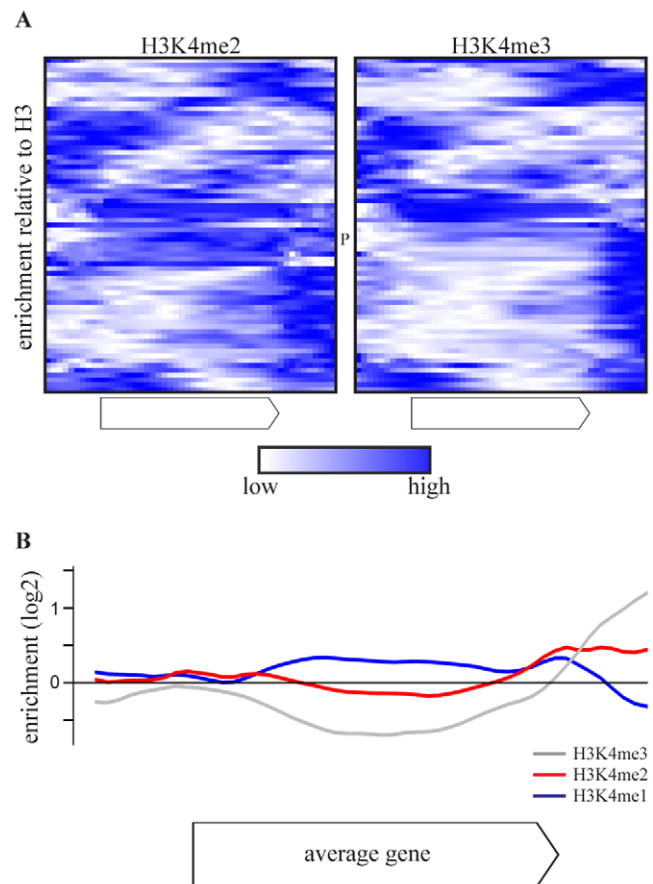 A
H3K4me2
H3K4me3
enrichment relative to H3
P
low
high
B
enrichment (log2)
1
0
H3K4me3
H3K4me2
H3K4me1
average gene